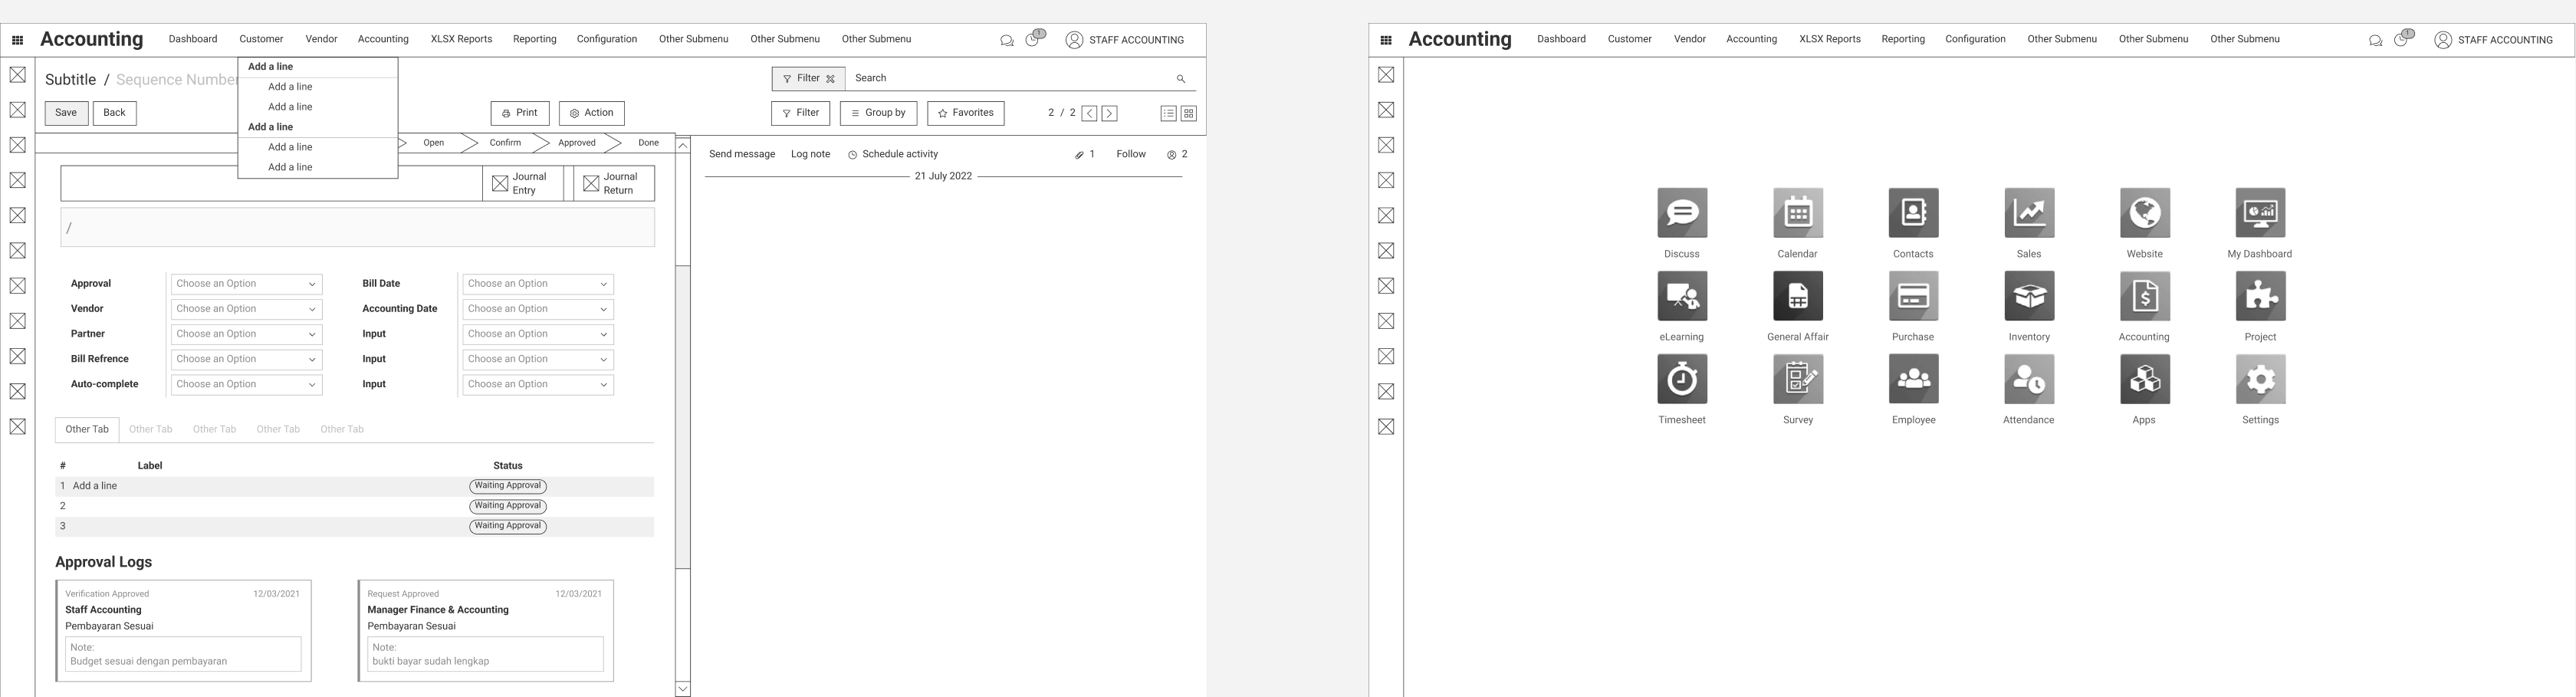 Accounting Dashboard Customer Vendor Accounting XLSX Reports Reporting Configuration Other Submenu Other Submenu Other Submenu 1 STAFF ACCOUNTING
Subtitle / Sequence Number
Add a line
Add a line
Add a line
Add a line
Add a line
Add a line
Filter Search
Save Back Print Action Filter Group by Favorites 2 / 2
Open Confirm Approved Done
Send message Log note Schedule activity 1 Follow 2
21 July 2022
Journal Entry
Journal Return
/
Approval Choose an Option Bill Date Choose an Option
Vendor Choose an Option Accounting Date Choose an Option
Partner Choose an Option Input Choose an Option
Bill Refrence Choose an Option Input Choose an Option
Auto-complete Choose an Option Input Choose an Option
Other Tab Other Tab Other Tab Other Tab Other Tab
# Label Status
1 Add a line Waiting Approval
2 Waiting Approval
3 Waiting Approval
Approval Logs
Verification Approved 12/03/2021
Staff Accounting
Pembayaran Sesuai
Note:
Budget sesuai dengan pembayaran
Request Approved 12/03/2021
Manager Finance & Accounting
Pembayaran Sesuai
Note:
bukti bayar sudah lengkap
Accounting Dashboard Customer Vendor Accounting XLSX Reports Reporting Configuration Other Submenu Other Submenu Other Submenu 1 STAFF ACCOUNTING
Discuss Calendar Contacts Sales Website My Dashboard
eLearning General Affair Purchase Inventory Accounting Project
Timesheet Survey Employee Attendance Apps Settings